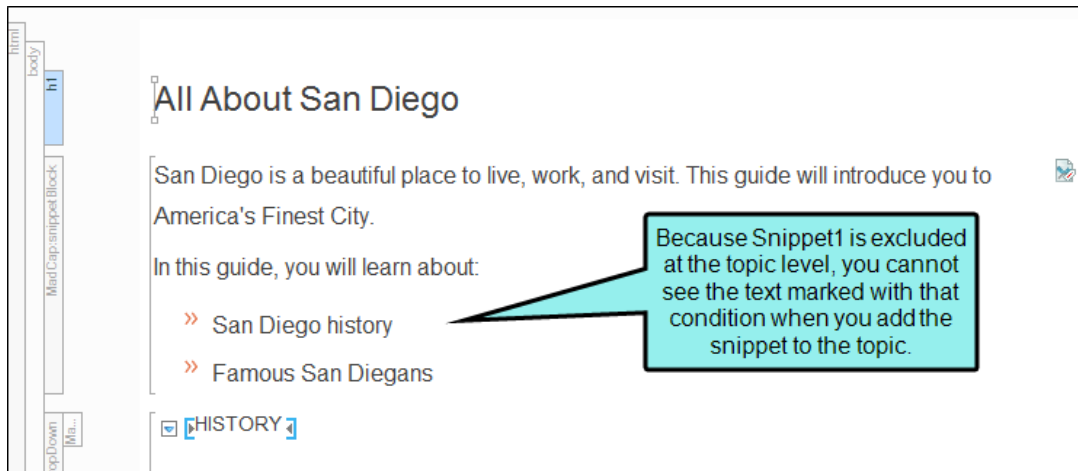 html
body
h1
All About San Diego
MadCap:snippetBlock
San Diego is a beautiful place to live, work, and visit. This guide will introduce you to
America's Finest City.
In this guide, you will learn about:
» San Diego history
» Famous San Diegans
Because Snippet1 is excluded
at the topic level, you cannot
see the text marked with that
condition when you add the
snippet to the topic.
opDown
Ma...
HISTORY